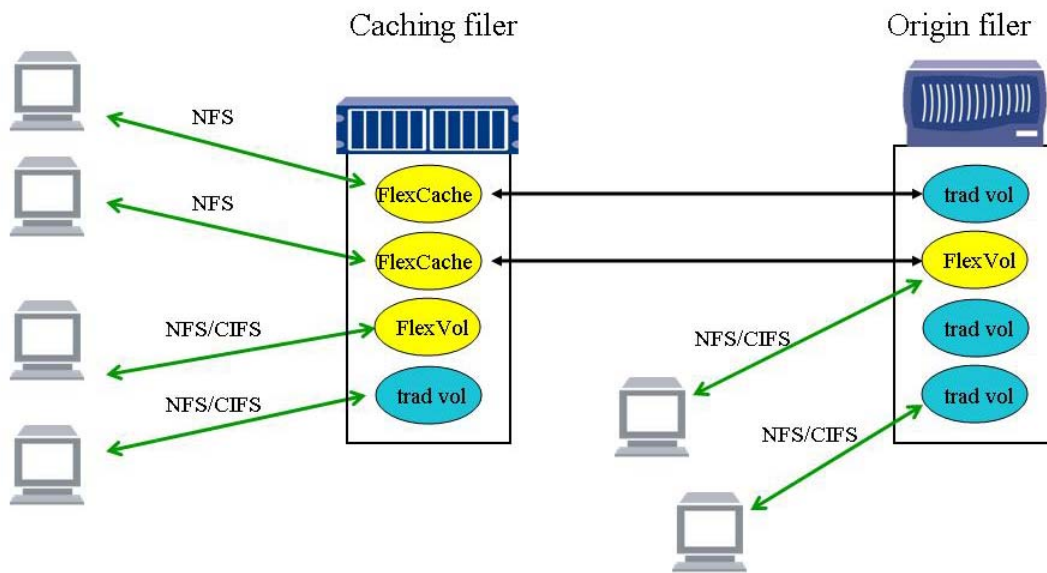 Caching filer
Origin filer
NFS
NFS
NFS/CIFS
NFS/CIFS
FlexCache
FlexCache
FlexVol
trad vol
trad vol
FlexVol
trad vol
trad vol
NFS/CIFS
NFS/CIFS